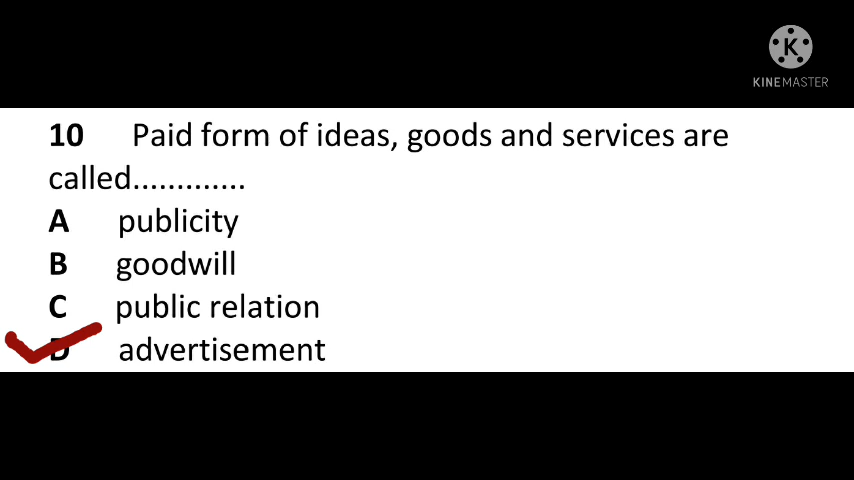 K
KINEMASTER
10 Paid form of ideas, goods and services are
called.............
A publicity
B goodwill
C public relation
D advertisement